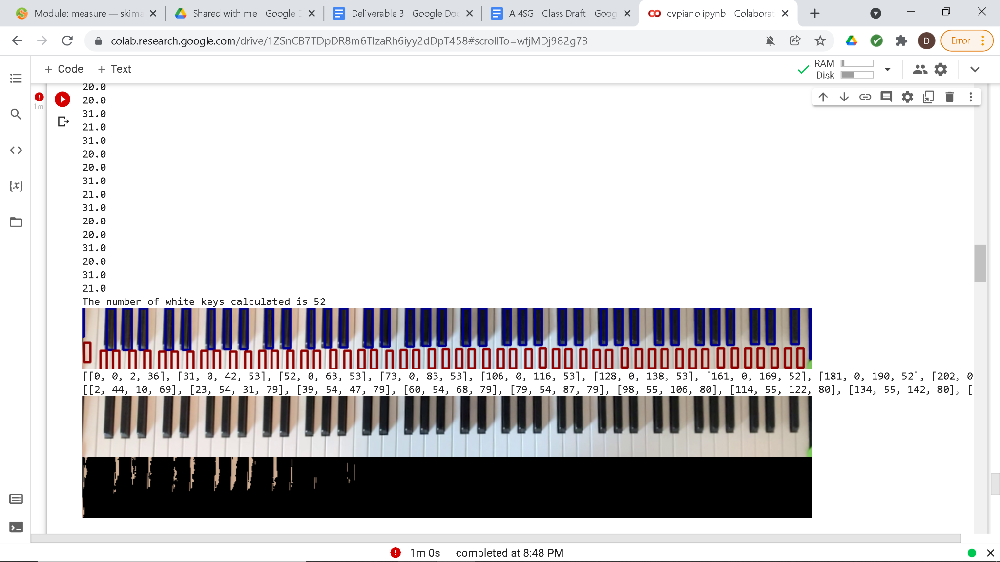 Module: measure — skima
Shared with me - Google D
Deliverable 3 - Google Doc
AI4SG - Class Draft - Goog
cvpiano.ipynb - Colaborat
colab.research.google.com/drive/1ZSnCB7TDpDR8m6TIzaRh6iyy2dDpT458#scrollTo=wfjMDj982g73
D
Error
+ Code + Text
RAM
Disk
1m
20.0
20.0
31.0
21.0
31.0
20.0
20.0
31.0
21.0
31.0
20.0
20.0
31.0
20.0
31.0
21.0
The number of white keys calculated is 52
[[0, 0, 2, 36], [31, 0, 42, 53], [52, 0, 63, 53], [73, 0, 83, 53], [106, 0, 116, 53], [128, 0, 138, 53], [161, 0, 169, 52], [181, 0, 190, 52], [202, 0
[[2, 44, 10, 69], [23, 54, 31, 79], [39, 54, 47, 79], [60, 54, 68, 79], [79, 54, 87, 79], [98, 55, 106, 80], [114, 55, 122, 80], [134, 55, 142, 80], [
1m 0s completed at 8:48 PM